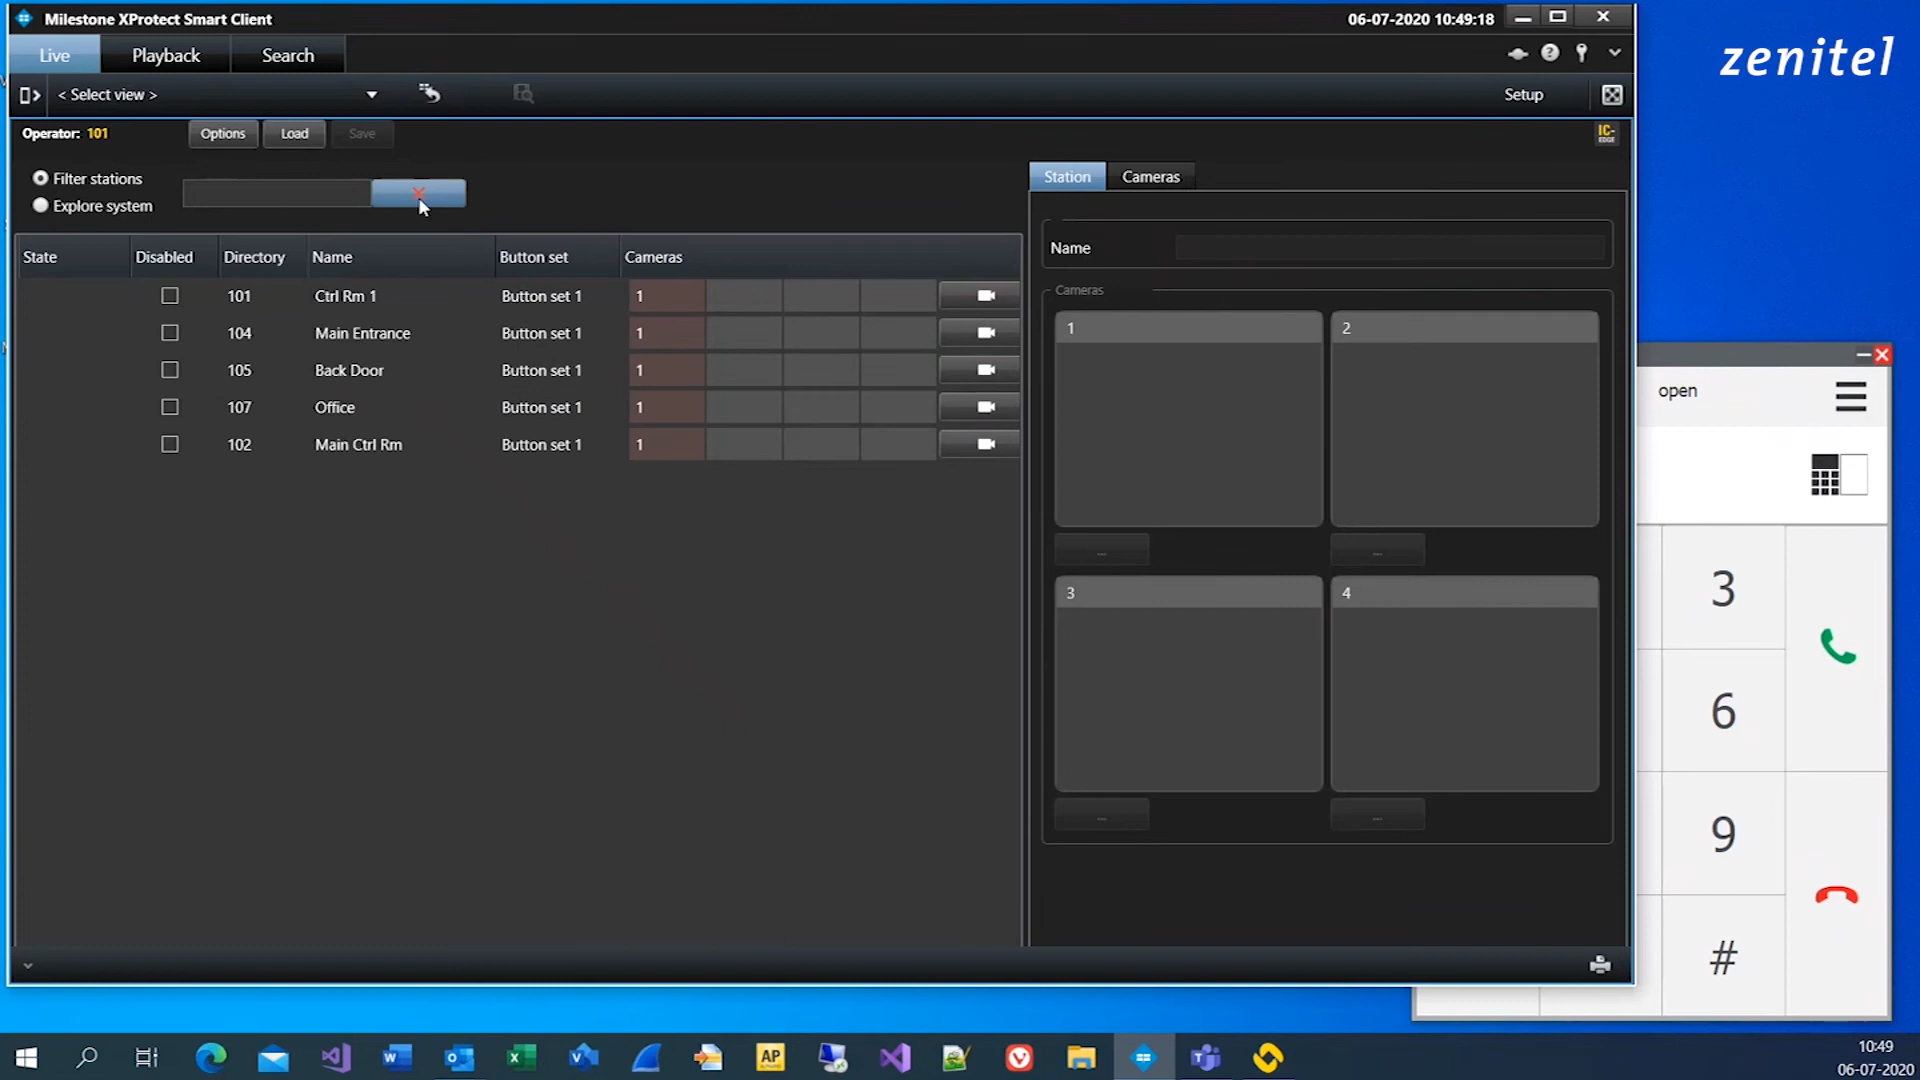 Milestone XProtect Smart Client
06-07-2020 10:49:18
zenitel
Live
Playback
Search
< Select view >
Setup
Operator: 101
Options
Load
Save
IC-
EDGE
Filter stations
Explore system
Station
Cameras
State
Disabled
Directory
Name
Button set
Cameras
101
Ctrl Rm 1
Button set 1
1
104
Main Entrance
Button set 1
1
105
Back Door
Button set 1
1
107
Office
Button set 1
1
102
Main Ctrl Rm
Button set 1
1
Name
Cameras
1
2
...
...
3
4
...
...
open
3
6
9
#
AP
10:49
06-07-2020